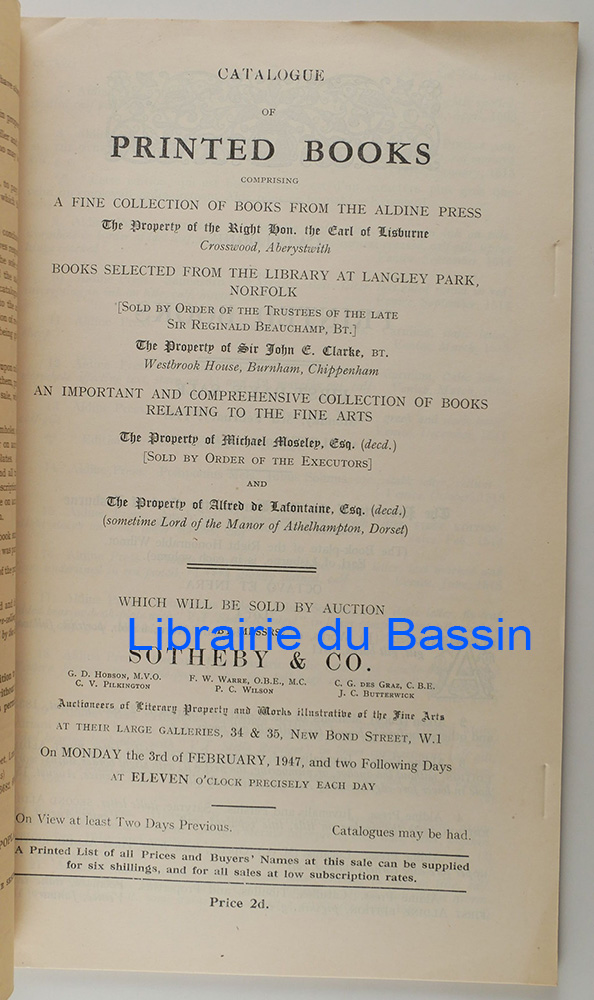 CATALOGUE
OF
PRINTED BOOKS
COMPRISING
A FINE COLLECTION OF BOOKS FROM THE ALDINE PRESS
The Property of the Right Hon. the Earl of Lisburne
Crosswood, Aberystwith
BOOKS SELECTED FROM THE LIBRARY AT LANGLEY PARK,
NORFOLK
[SOLD BY ORDER OF THE TRUSTEES OF THE LATE
SIR REGINALD BEAUCHAMP, BT.]
The Property of Sir John E. Clarke, BT.
Westbrook House, Burnham, Chippenham
AN IMPORTANT AND COMPREHENSIVE COLLECTION OF BOOKS
RELATING TO THE FINE ARTS
The Property of Michael Moseley, Esq. (decd.)
[SOLD BY ORDER OF THE EXECUTORS]
AND
The Property of Alfred de Lafontaine, Esq. (decd.)
(sometime Lord of the Manor of Athelhampton, Dorset)
WHICH WILL BE SOLD BY AUCTION
BY MESSRS
Librairie du Bassin
SOTHEBY & CO.
G. D. HOBSON, M.V.O. F. W. WARRE, O.B.E., M.C. C. G. DES GRAZ, C.B.E.
C. V. PILKINGTON P. C. WILSON J. C. BUTTERWICK
Auctioneers of Literary Property and Works illustrative of the Fine Arts
AT THEIR LARGE GALLERIES, 34 & 35, NEW BOND STREET, W.1
On MONDAY the 3rd of FEBRUARY, 1947, and two Following Days
AT ELEVEN O'CLOCK PRECISELY EACH DAY
On View at least Two Days Previous. Catalogues may be had.
A Printed List of all Prices and Buyers' Names at this sale can be supplied
for six shillings, and for all sales at low subscription rates.
Price 2d.